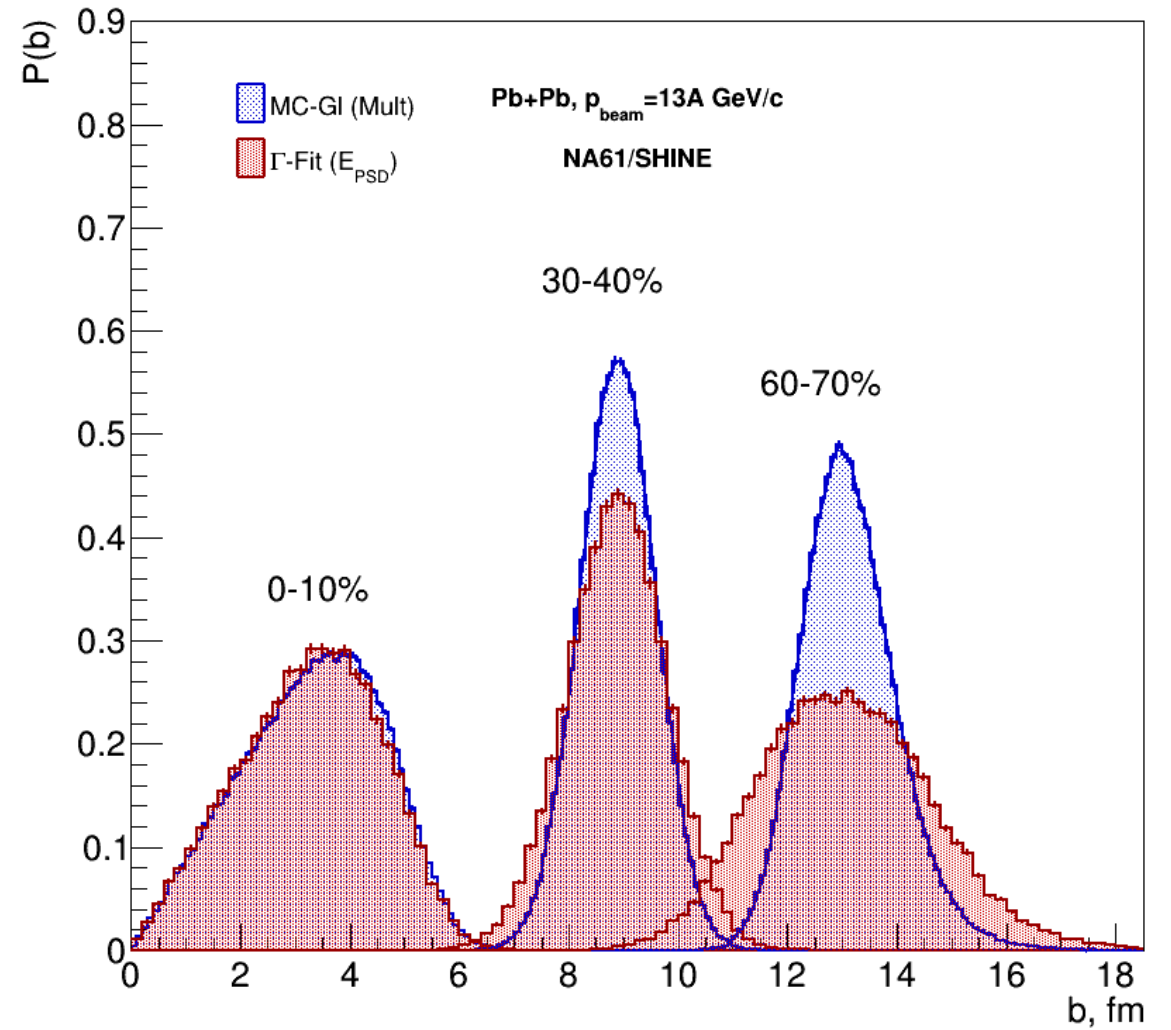 P(b)
0.9
0.8
0.7
0.6
0.5
0.4
0.3
0.2
0.1
0
MC-Gl (Mult)
Γ-Fit (E_PSD)
Pb+Pb, p_beam=13A GeV/c
NA61/SHINE
30-40%
60-70%
0-10%
0 2 4 6 8 10 12 14 16 18
b, fm